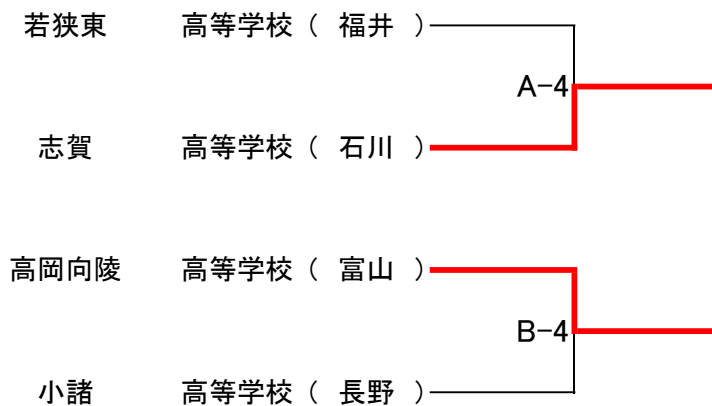 若狭東 高等学校（ 福井 ）
A-4
志賀 高等学校（ 石川 ）
高岡向陵 高等学校（ 富山 ）
B-4
小諸 高等学校（ 長野 ）